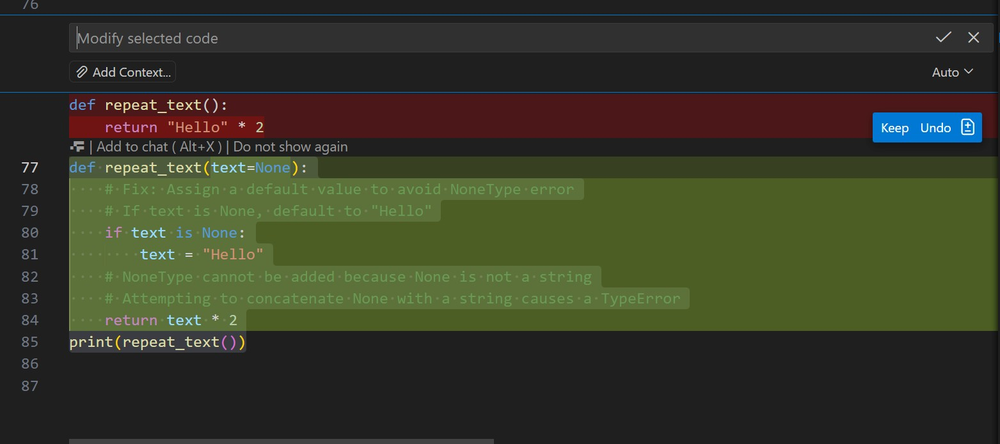 76
Modify selected code
Add Context...
Auto
def repeat_text():
    return "Hello" * 2
Keep Undo
| Add to chat ( Alt+X ) | Do not show again
77 def repeat_text(text=None):
78     # Fix: Assign a default value to avoid NoneType error
79     # If text is None, default to "Hello"
80     if text is None:
81         text = "Hello"
82     # NoneType cannot be added because None is not a string
83     # Attempting to concatenate None with a string causes a TypeError
84     return text * 2
85 print(repeat_text())
86
87